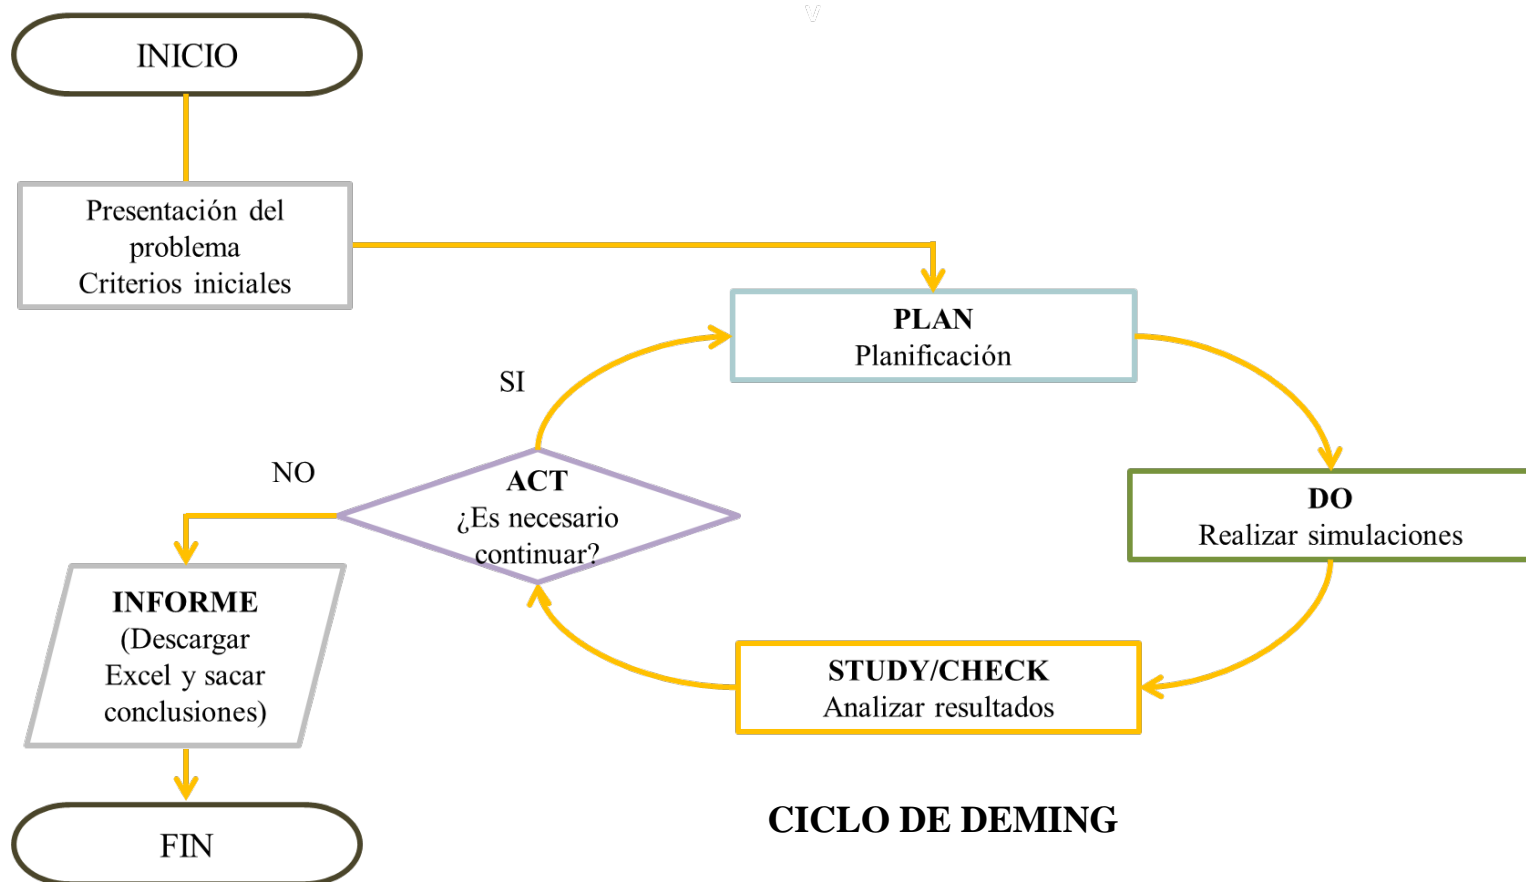 INICIO
Presentación del
problema
Criterios iniciales
PLAN
Planificación
SI
NO
ACT
¿Es necesario
continuar?
DO
Realizar simulaciones
INFORME
(Descargar
Excel y sacar
conclusiones)
STUDY/CHECK
Analizar resultados
CICLO DE DEMING
FIN
V